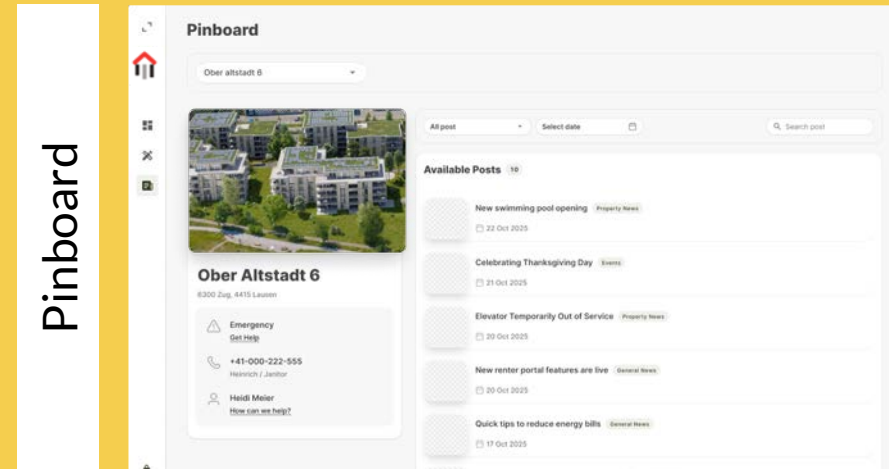 Pinboard
Pinboard
Ober altstadt 6
All post
Select date
Search post
Available Posts 10
New swimming pool opening Property News
22 Oct 2025
Celebrating Thanksgiving Day Events
21 Oct 2025
Elevator Temporarily Out of Service Property News
20 Oct 2025
New renter portal features are live General News
20 Oct 2025
Quick tips to reduce energy bills General News
17 Oct 2025
Ober Altstadt 6
6300 Zug, 4415 Lausen
Emergency
Get Help
+41-000-222-555
Heinrich / Janitor
Heidi Meier
How can we help?